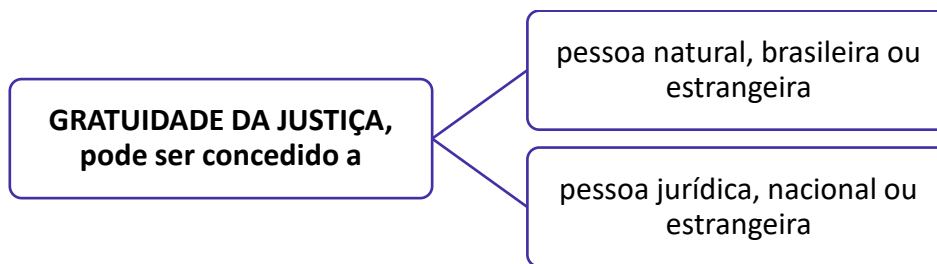 GRATUIDADE DA JUSTIÇA,
pode ser concedido a
pessoa natural, brasileira ou
estrangeira
pessoa jurídica, nacional ou
estrangeira